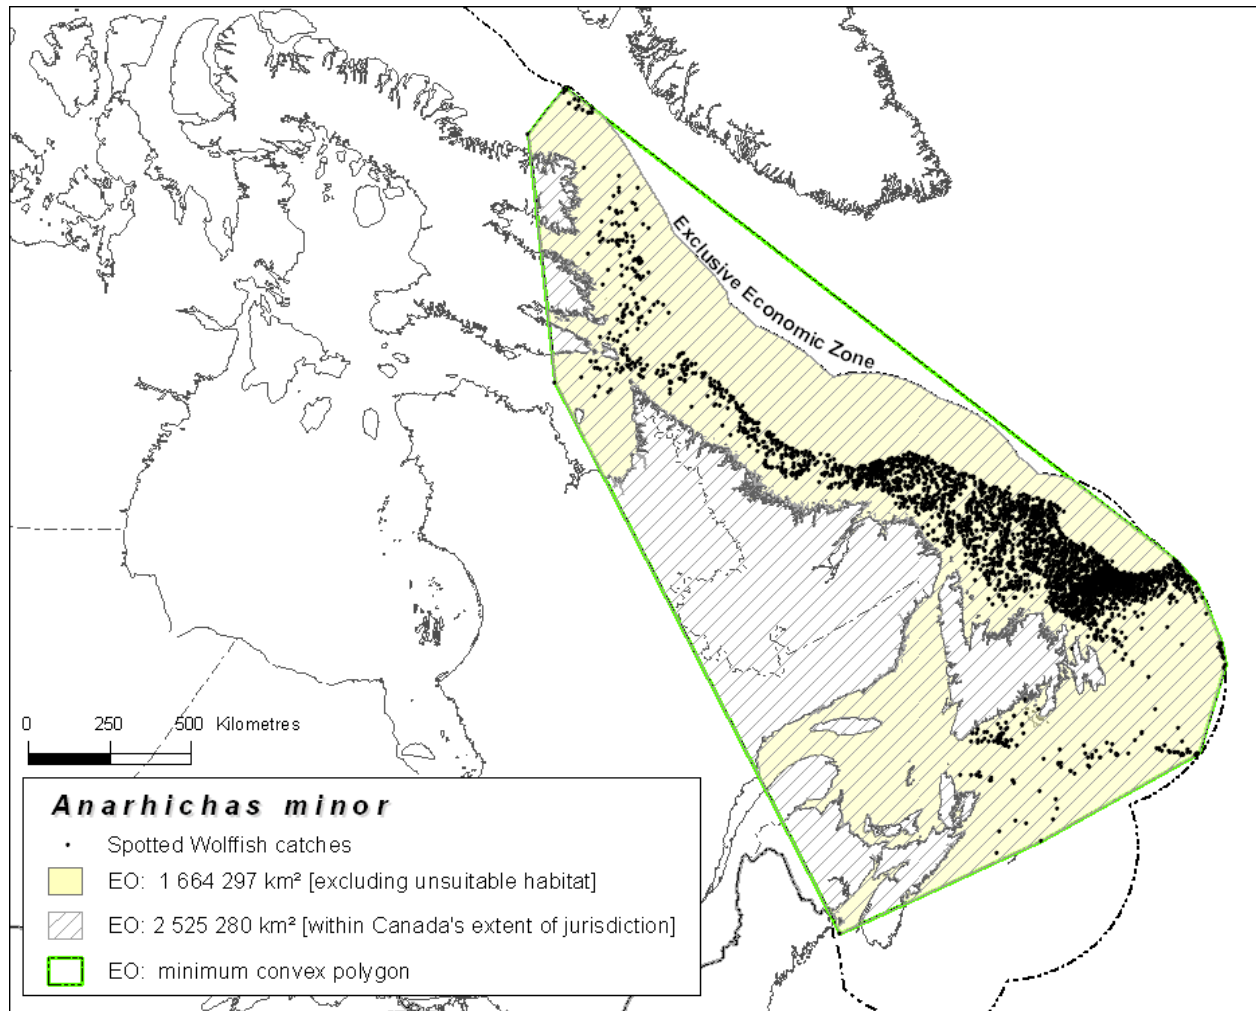 Exclusive Economic Zone
0 250 500 Kilometres
Anarhichas minor
Spotted Wolffish catches
EO: 1 664 297 km² [excluding unsuitable habitat]
EO: 2 525 280 km² [within Canada's extent of jurisdiction]
EO: minimum convex polygon